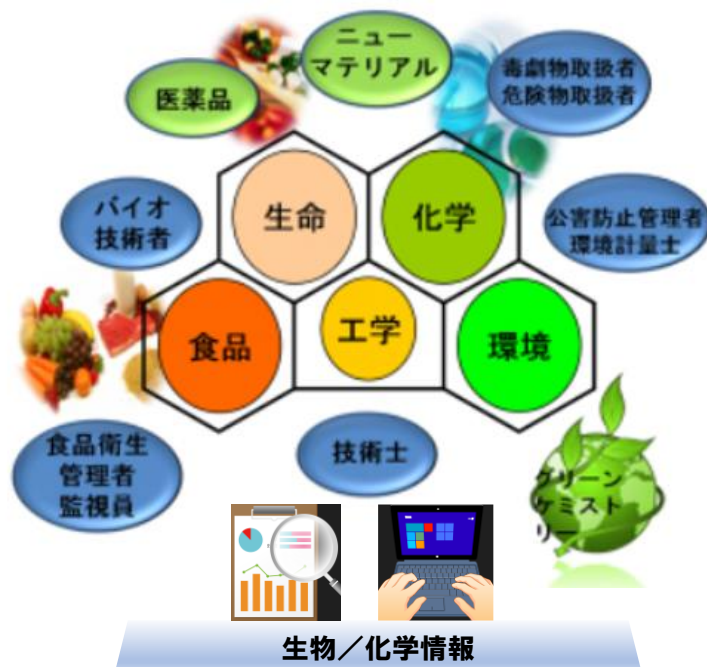 ニュー
マテリアル
医薬品
毒劇物取扱者
危険物取扱者
バイオ
技術者
生命
化学
公害防止管理者
環境計量士
食品
工学
環境
食品衛生
管理者
監視員
技術士
グリーン
ケミスト
リー
生物／化学情報